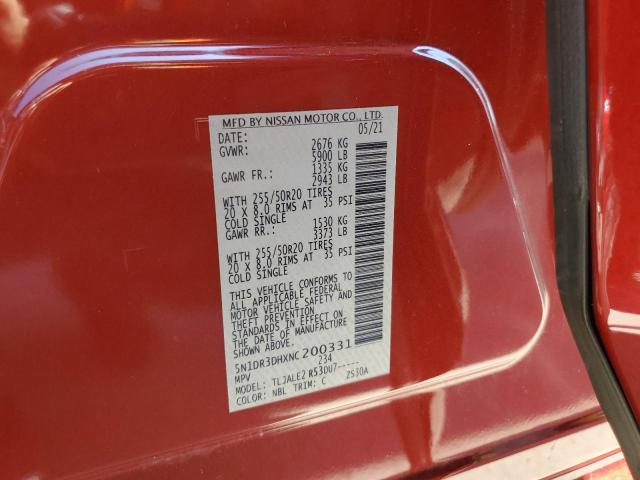 MFD BY NISSAN MOTOR CO., LTD.
DATE: 05/21
GVWR: 2676 KG
5900 LB
GAWR FR.: 1335 KG
2943 LB
WITH 255/50R20 TIRES
20 X 8.0 RIMS AT 35 PSI
COLD SINGLE
GAWR RR.: 1530 KG
3373 LB
WITH 255/50R20 TIRES
20 X 8.0 RIMS AT 35 PSI
COLD SINGLE
THIS VEHICLE CONFORMS TO
ALL APPLICABLE FEDERAL
MOTOR VEHICLE SAFETY AND
THEFT PREVENTION
STANDARDS IN EFFECT ON
THE DATE OF MANUFACTURE
SHOWN ABOVE.
5N1DR3DHXNC200331
MPV 234
MODEL: TLJALE2 R53DU7-----
COLOR: NBL TRIM: C ZS30A